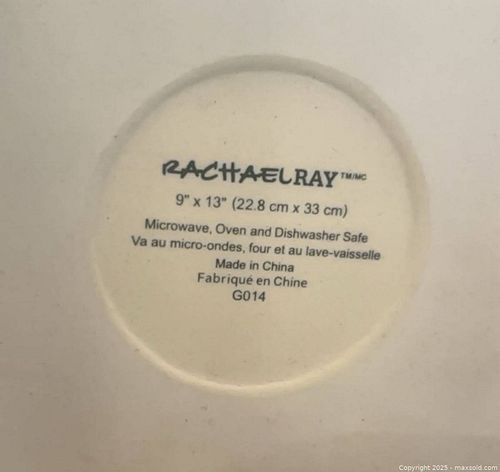 RACHAELRAY™/MC
9" x 13" (22.8 cm x 33 cm)
Microwave, Oven and Dishwasher Safe
Va au micro-ondes, four et au lave-vaisselle
Made in China
Fabriqué en Chine
G014
Copyright © 2025 - maxsold.com